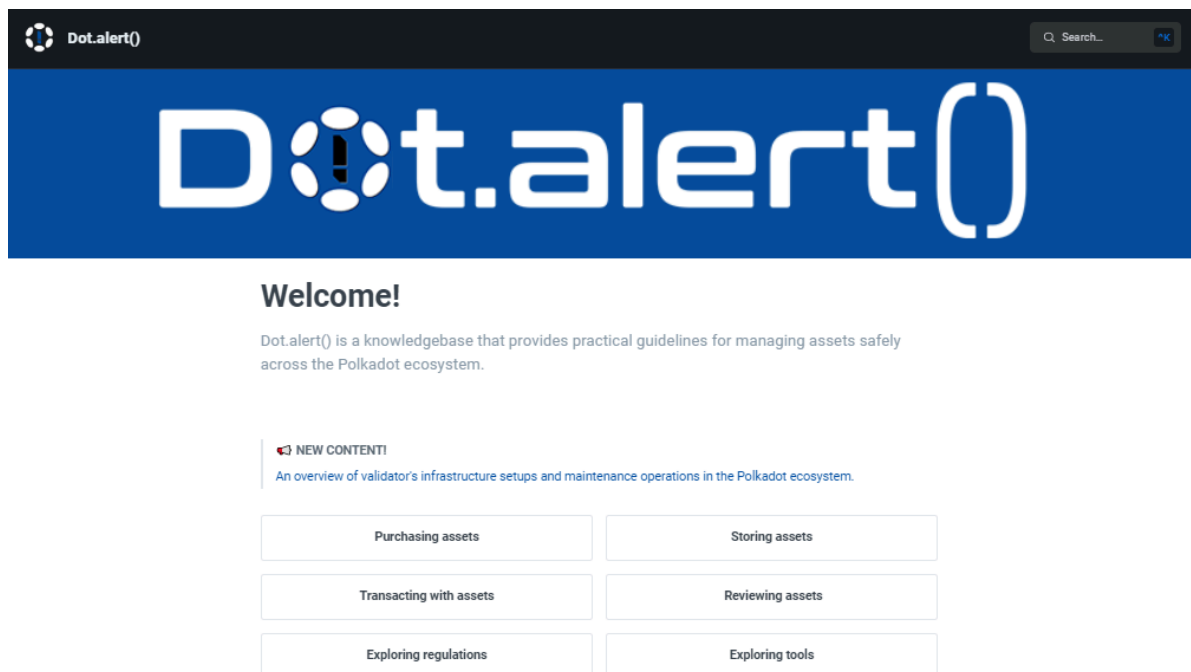 Dot.alert()
Search...
^K
Dot.alert()
Welcome!
Dot.alert() is a knowledgebase that provides practical guidelines for managing assets safely
across the Polkadot ecosystem.
NEW CONTENT!
An overview of validator's infrastructure setups and maintenance operations in the Polkadot ecosystem.
Purchasing assets
Storing assets
Transacting with assets
Reviewing assets
Exploring regulations
Exploring tools